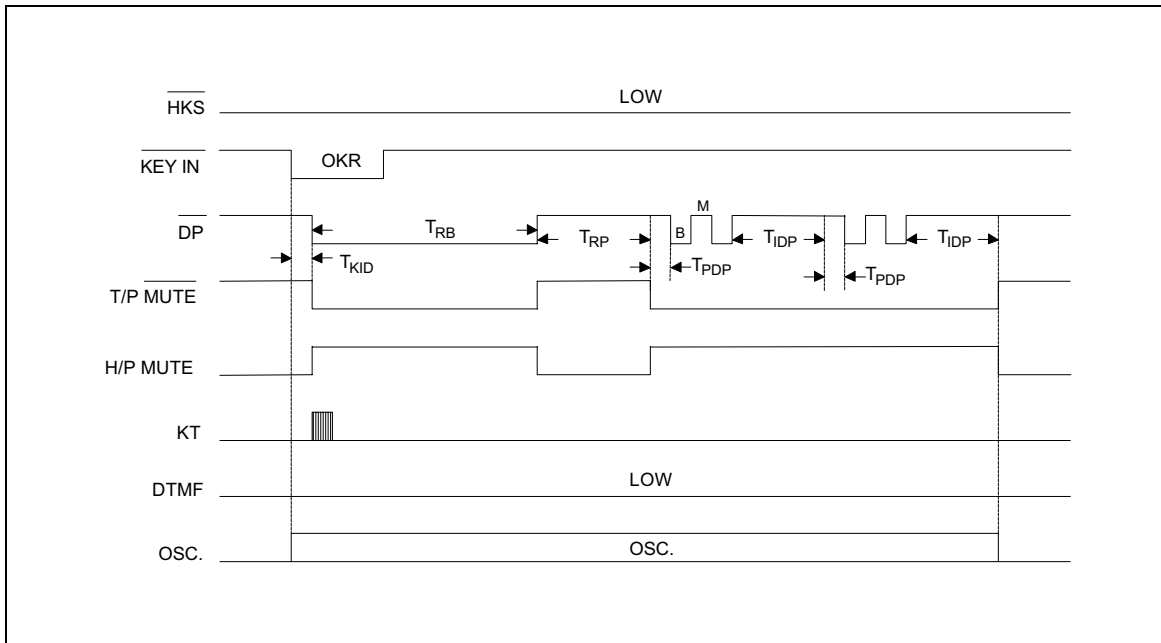 HKS LOW
KEY IN OKR
DP TRB TRP B M TIDP TIDP
TKID TPDP TPDP
T/P MUTE
H/P MUTE
KT
DTMF LOW
OSC. OSC.